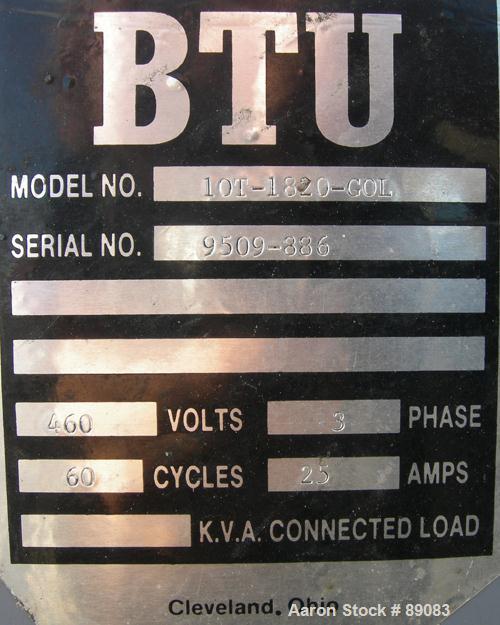 BTU
MODEL NO. 10T-1820-GOL
SERIAL NO. 9509-886
460 VOLTS 3 PHASE
60 CYCLES 25 AMPS
K.V.A. CONNECTED LOAD
Cleveland, Ohio
Aaron Stock # 89083